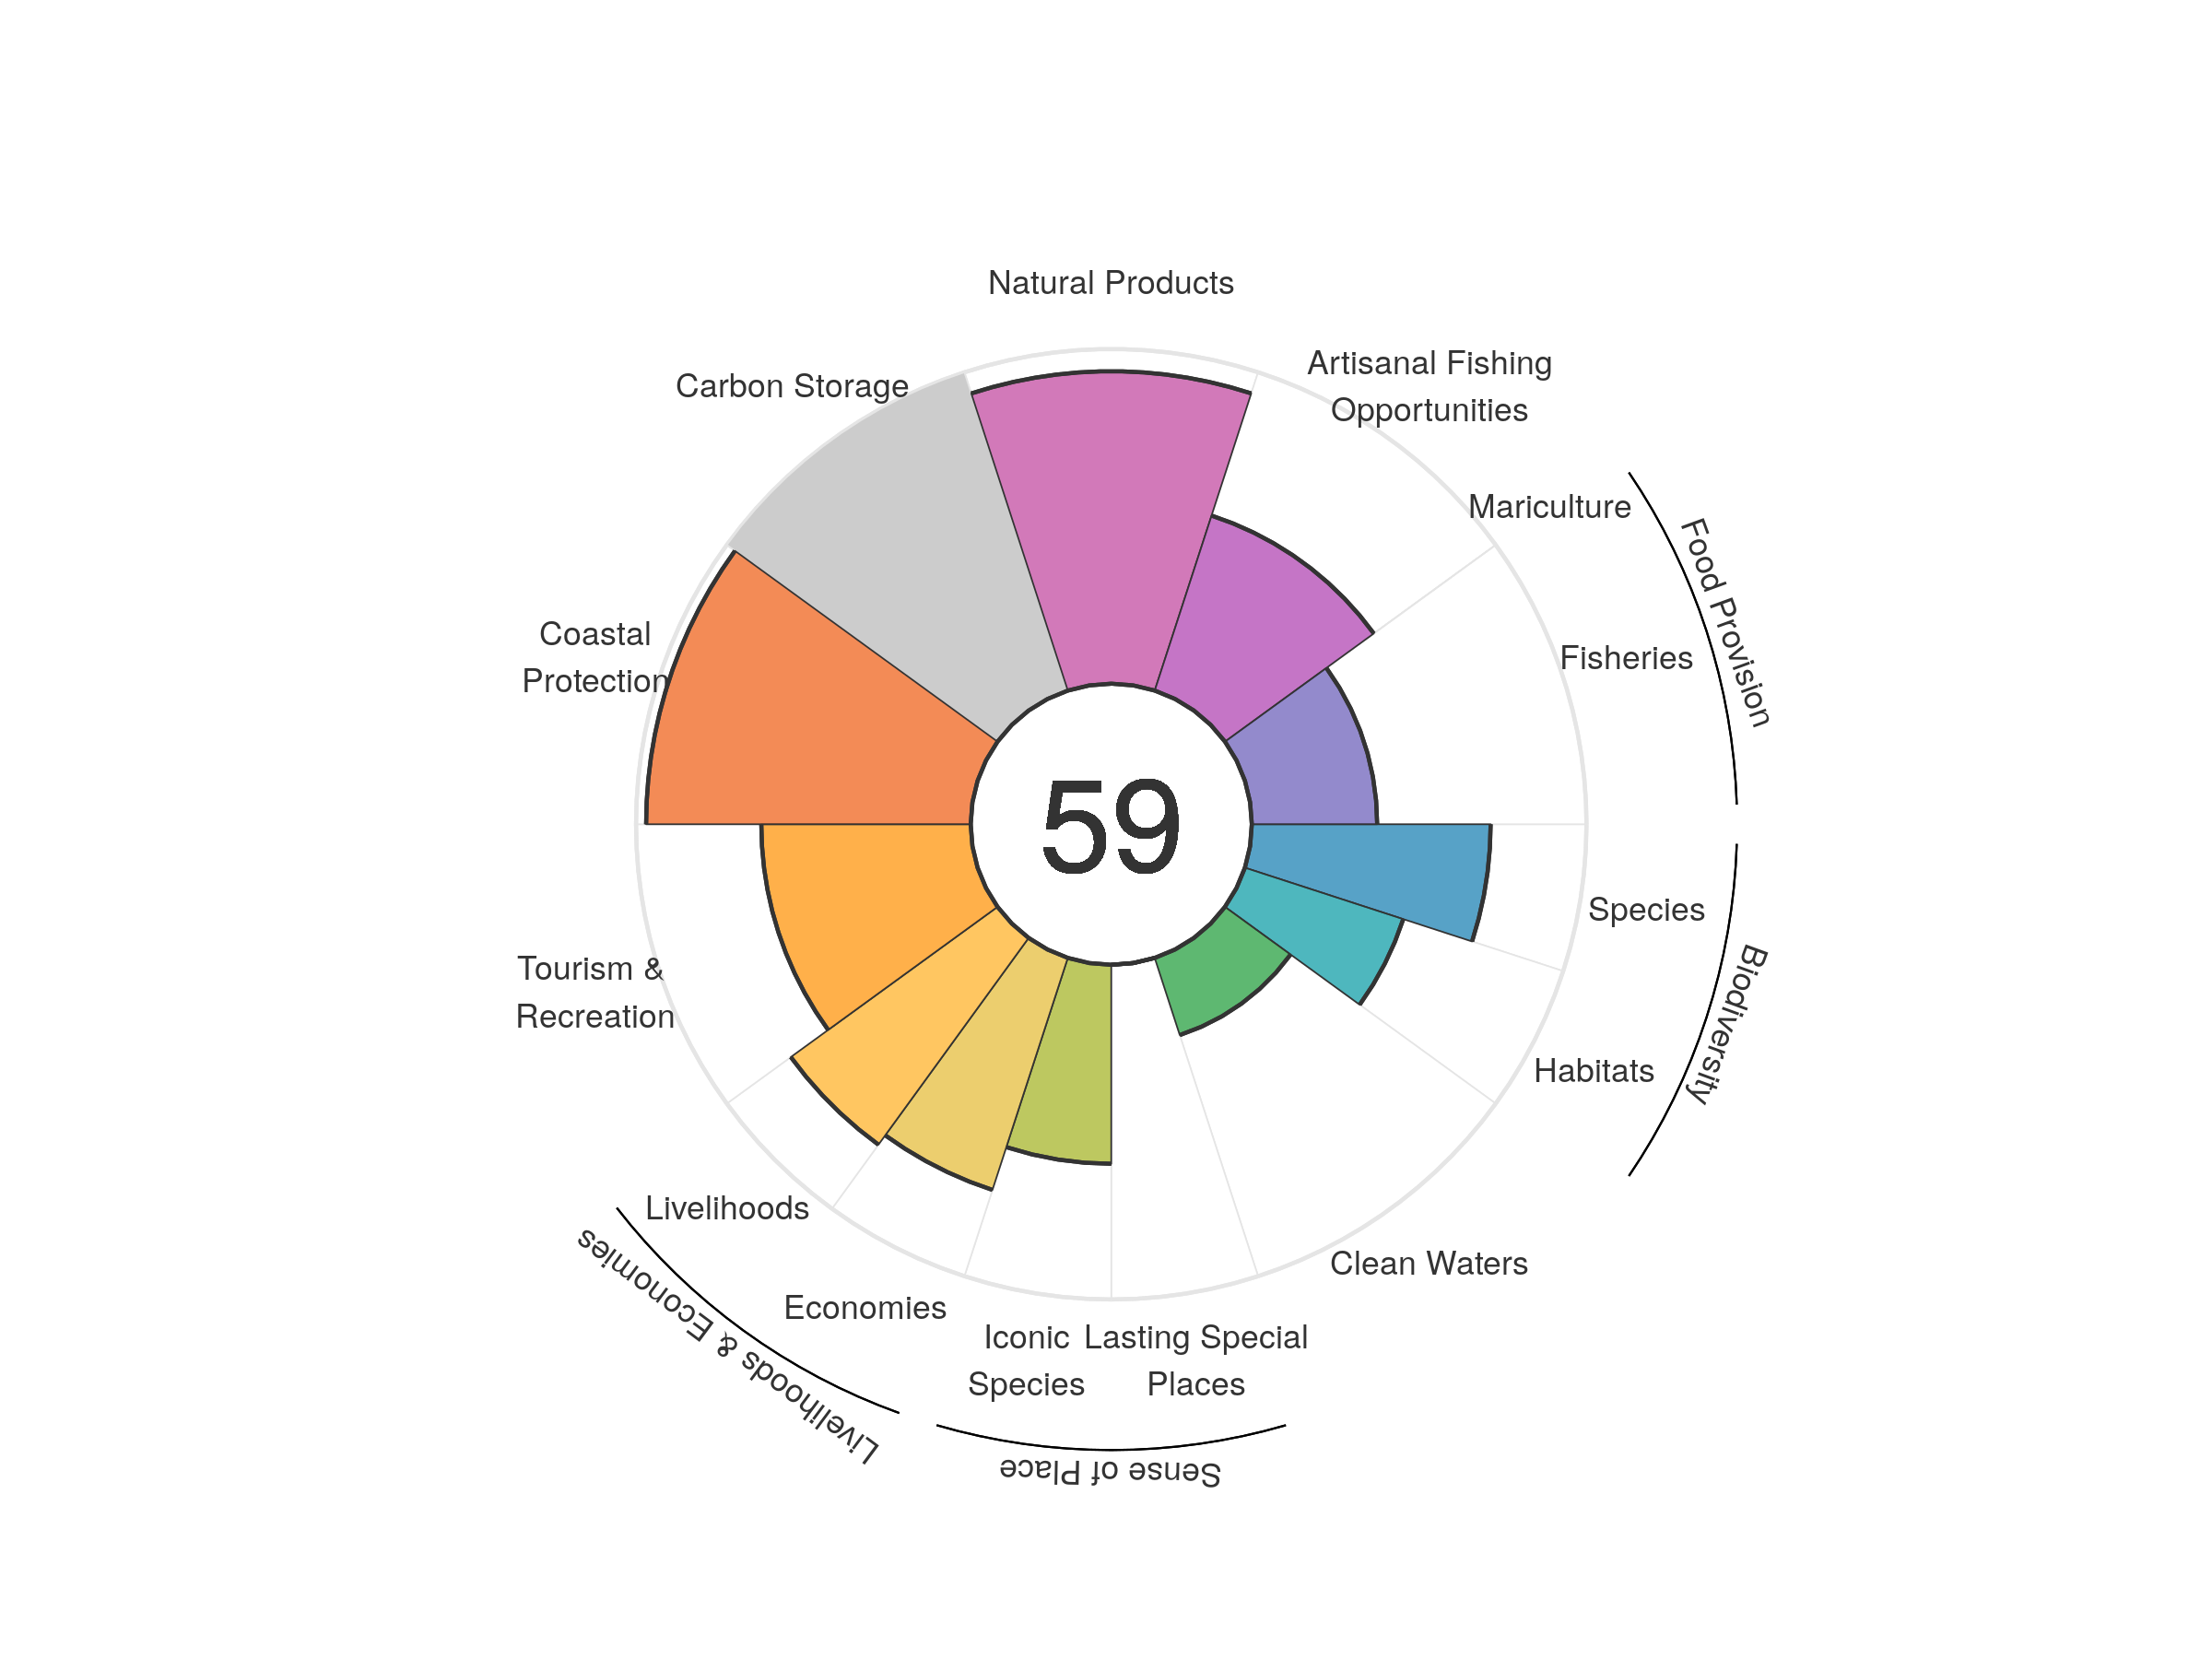 Natural Products
Artisanal Fishing
Opportunities
Carbon Storage
Mariculture
Food Provision
Fisheries
Coastal
Protection
59
Species
Biodiversity
Tourism &
Recreation
Habitats
Livelihoods
Clean Waters
Livelihoods & Economies
Economies
Iconic
Species
Lasting Special
Places
Sense of Place